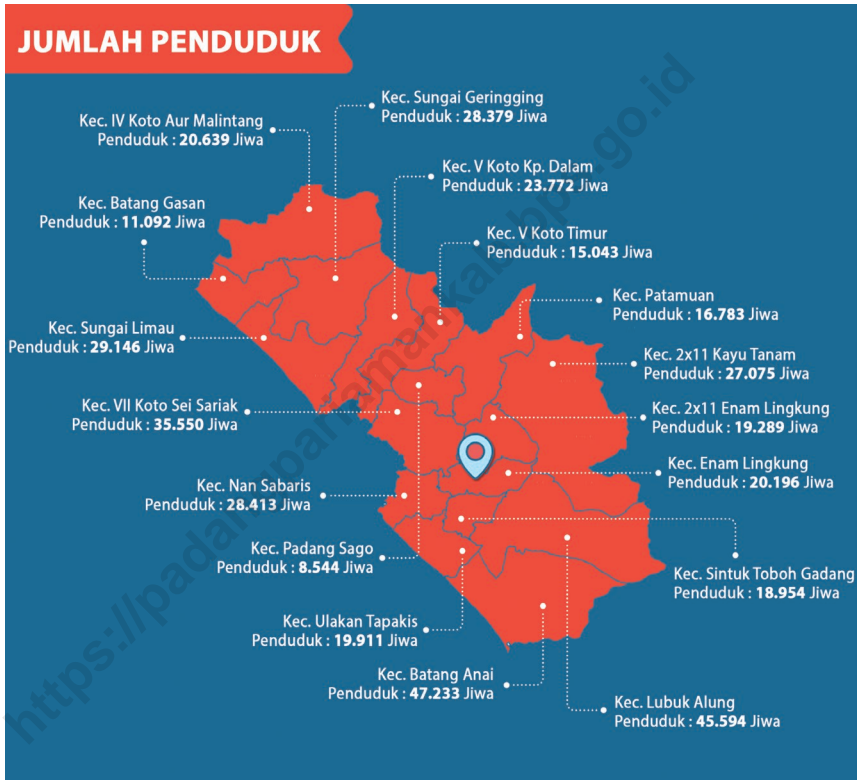 JUMLAH PENDUDUK
Kec. Sungai Geringging
Penduduk : 28.379 Jiwa
Kec. IV Koto Aur Malintang
Penduduk : 20.639 Jiwa
Kec. V Koto Kp. Dalam
Penduduk : 23.772 Jiwa
Kec. Batang Gasan
Penduduk : 11.092 Jiwa
Kec. V Koto Timur
Penduduk : 15.043 Jiwa
Kec. Patamuan
Penduduk : 16.783 Jiwa
Kec. Sungai Limau
Penduduk : 29.146 Jiwa
Kec. 2x11 Kayu Tanam
Penduduk : 27.075 Jiwa
Kec. VII Koto Sei Sariak
Penduduk : 35.550 Jiwa
Kec. 2x11 Enam Lingkung
Penduduk : 19.289 Jiwa
Kec. Enam Lingkung
Penduduk : 20.196 Jiwa
Kec. Nan Sabaris
Penduduk : 28.413 Jiwa
Kec. Padang Sago
Penduduk : 8.544 Jiwa
Kec. Sintuk Toboh Gadang
Penduduk : 18.954 Jiwa
Kec. Ulakan Tapakis
Penduduk : 19.911 Jiwa
Kec. Batang Anai
Penduduk : 47.233 Jiwa
Kec. Lubuk Alung
Penduduk : 45.594 Jiwa
https://padangpariamankab.bps.go.id